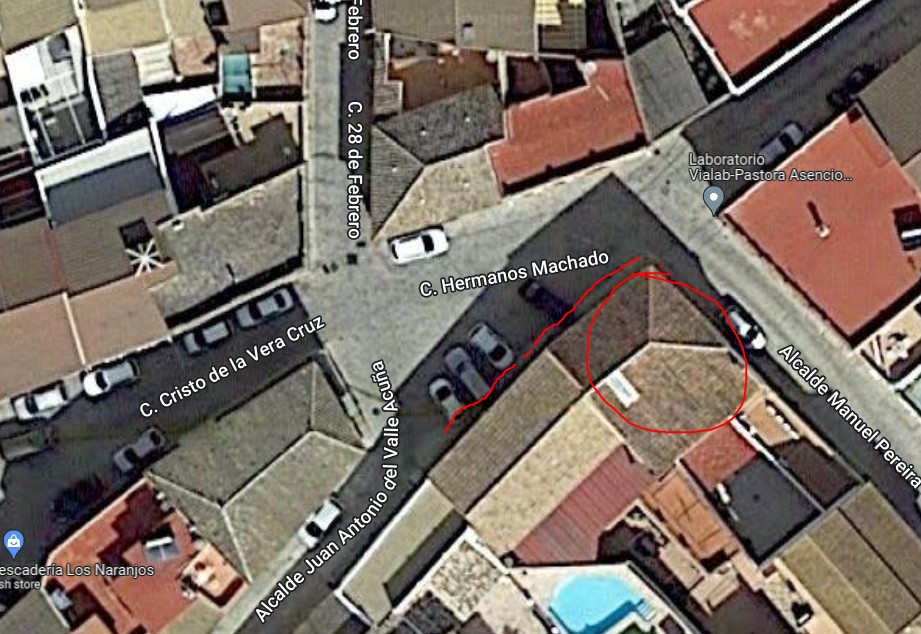 Febrero
C. 28 de Febrero
Laboratorio
Vialab-Pastora Asencio...
C. Hermanos Machado
C. Cristo de la Vera Cruz
Alcalde Juan Antonio del Valle Acuña
Alcalde Manuel Pereira
escadería Los Naranjos
sh store